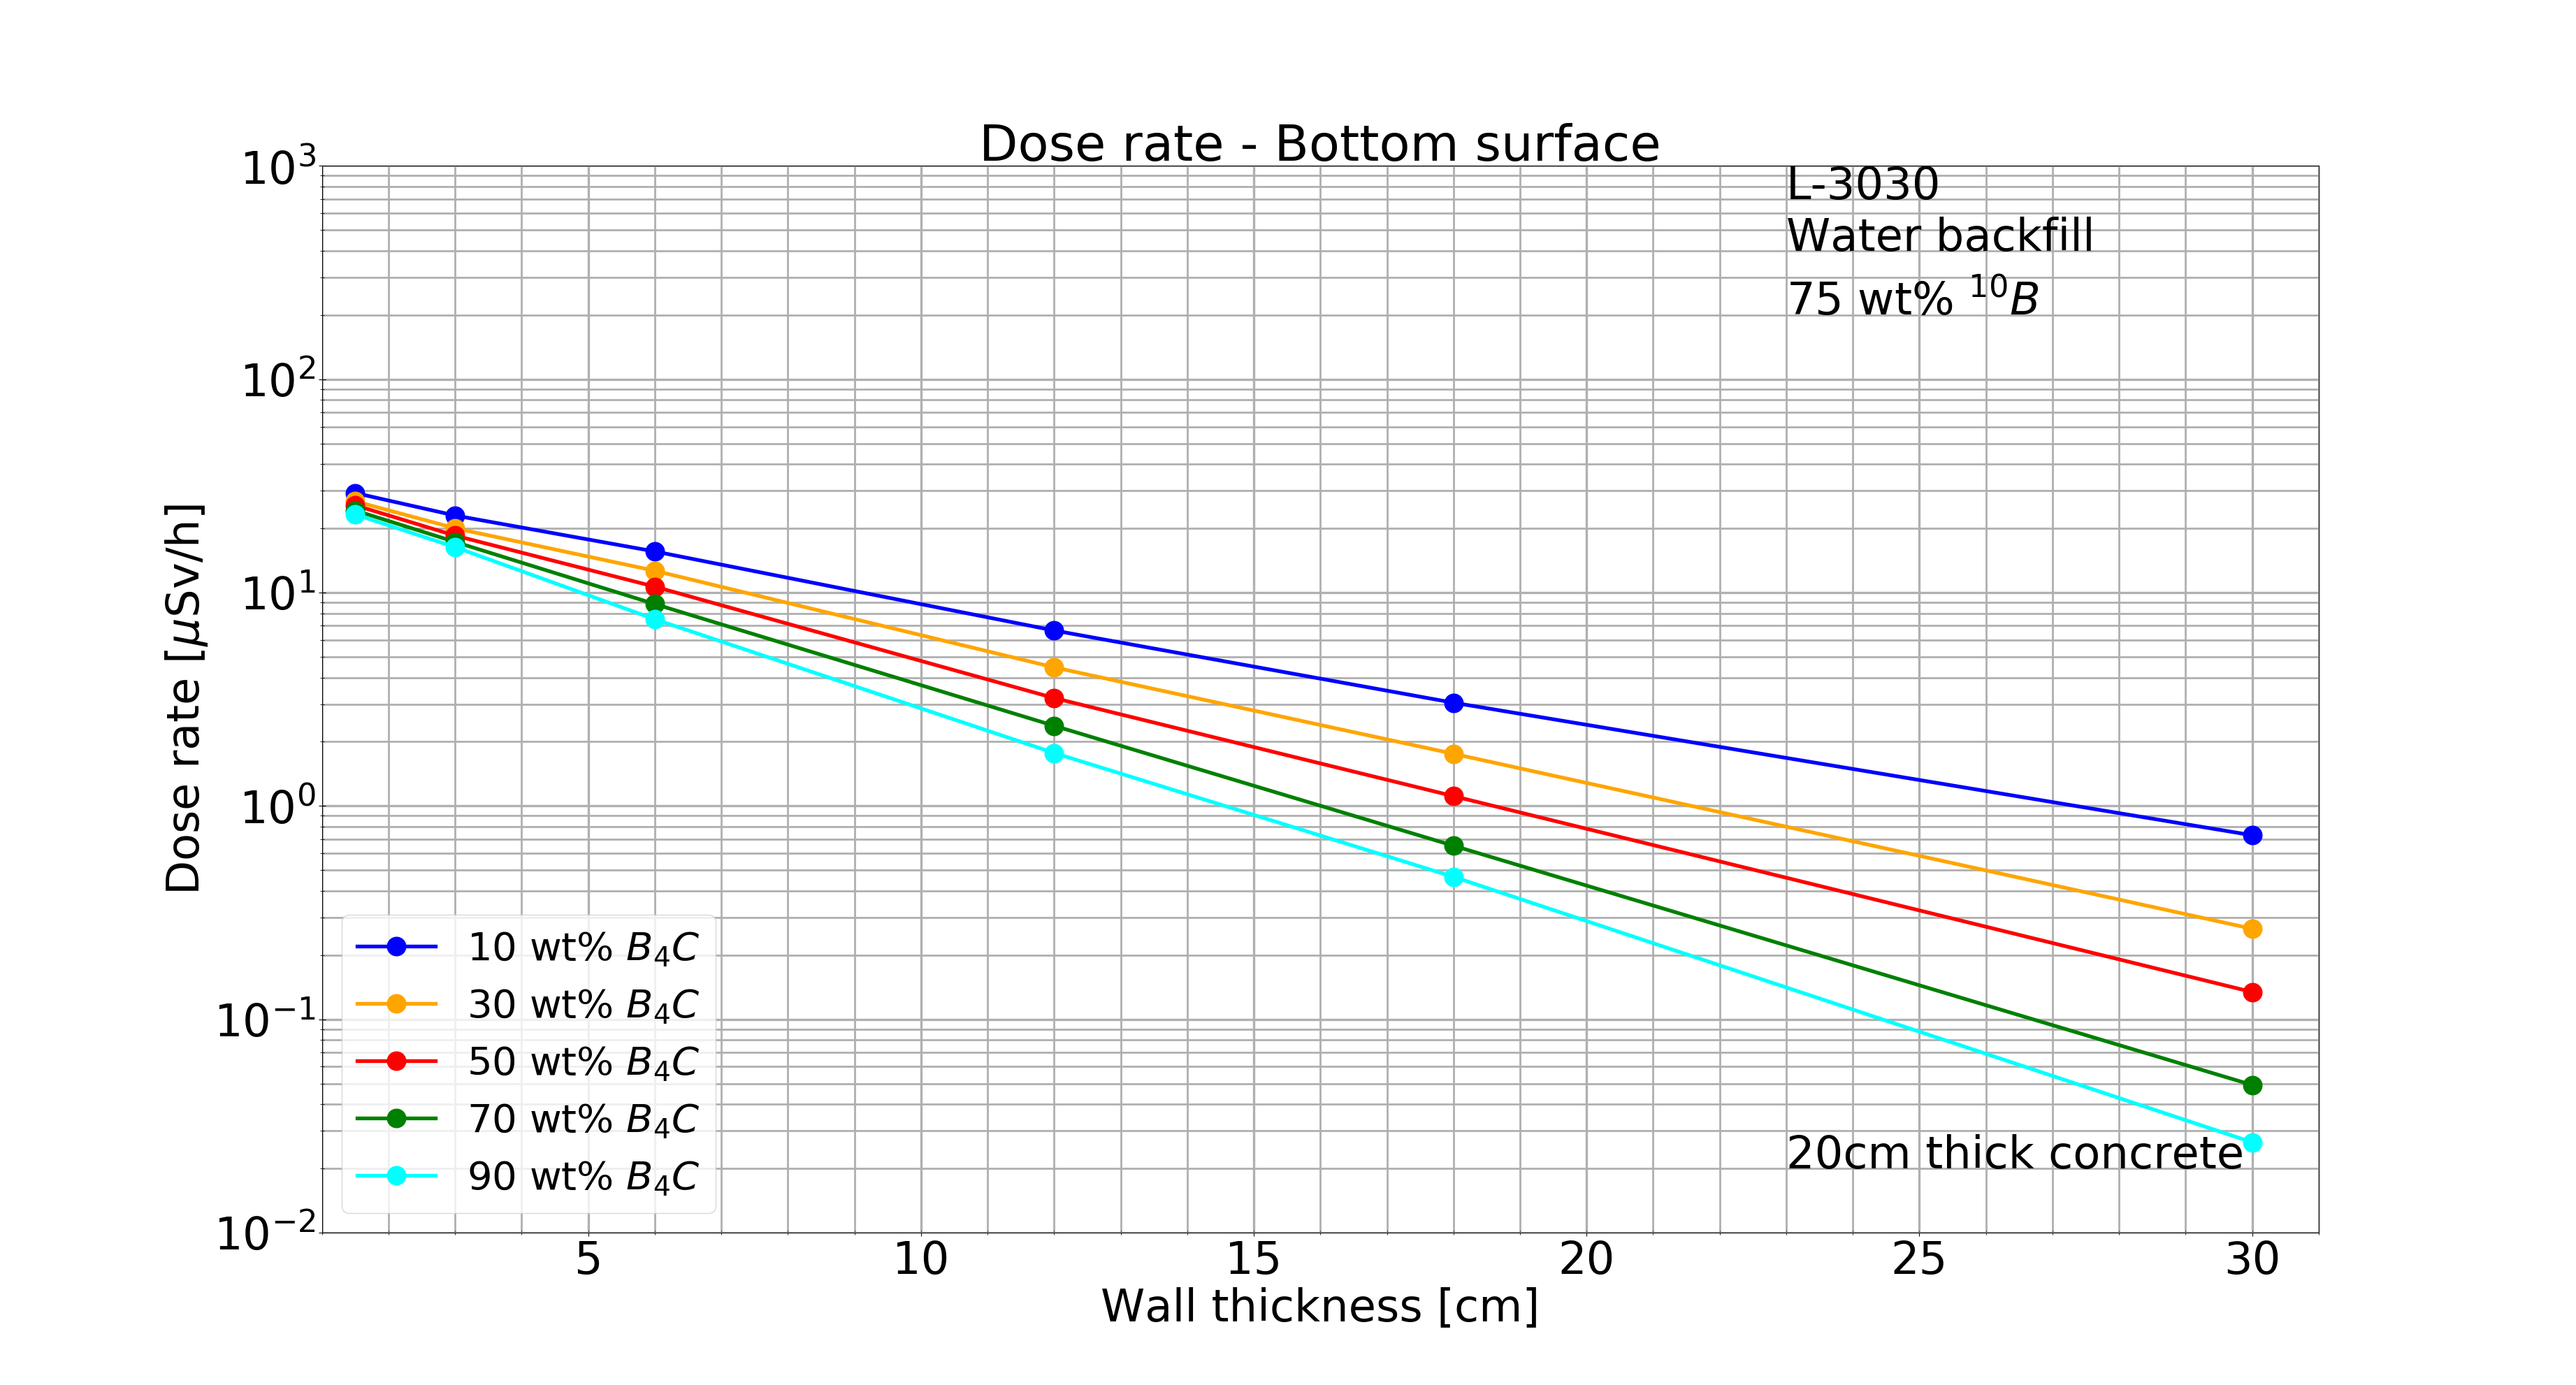 Dose rate - Bottom surface
L-3030
Water backfill
75 wt% ¹⁰B
10³
10²
10¹
10⁰
10⁻¹
10⁻²
Dose rate [μSv/h]
10 wt% B₄C
30 wt% B₄C
50 wt% B₄C
70 wt% B₄C
90 wt% B₄C
20cm thick concrete
5 10 15 20 25 30
Wall thickness [cm]